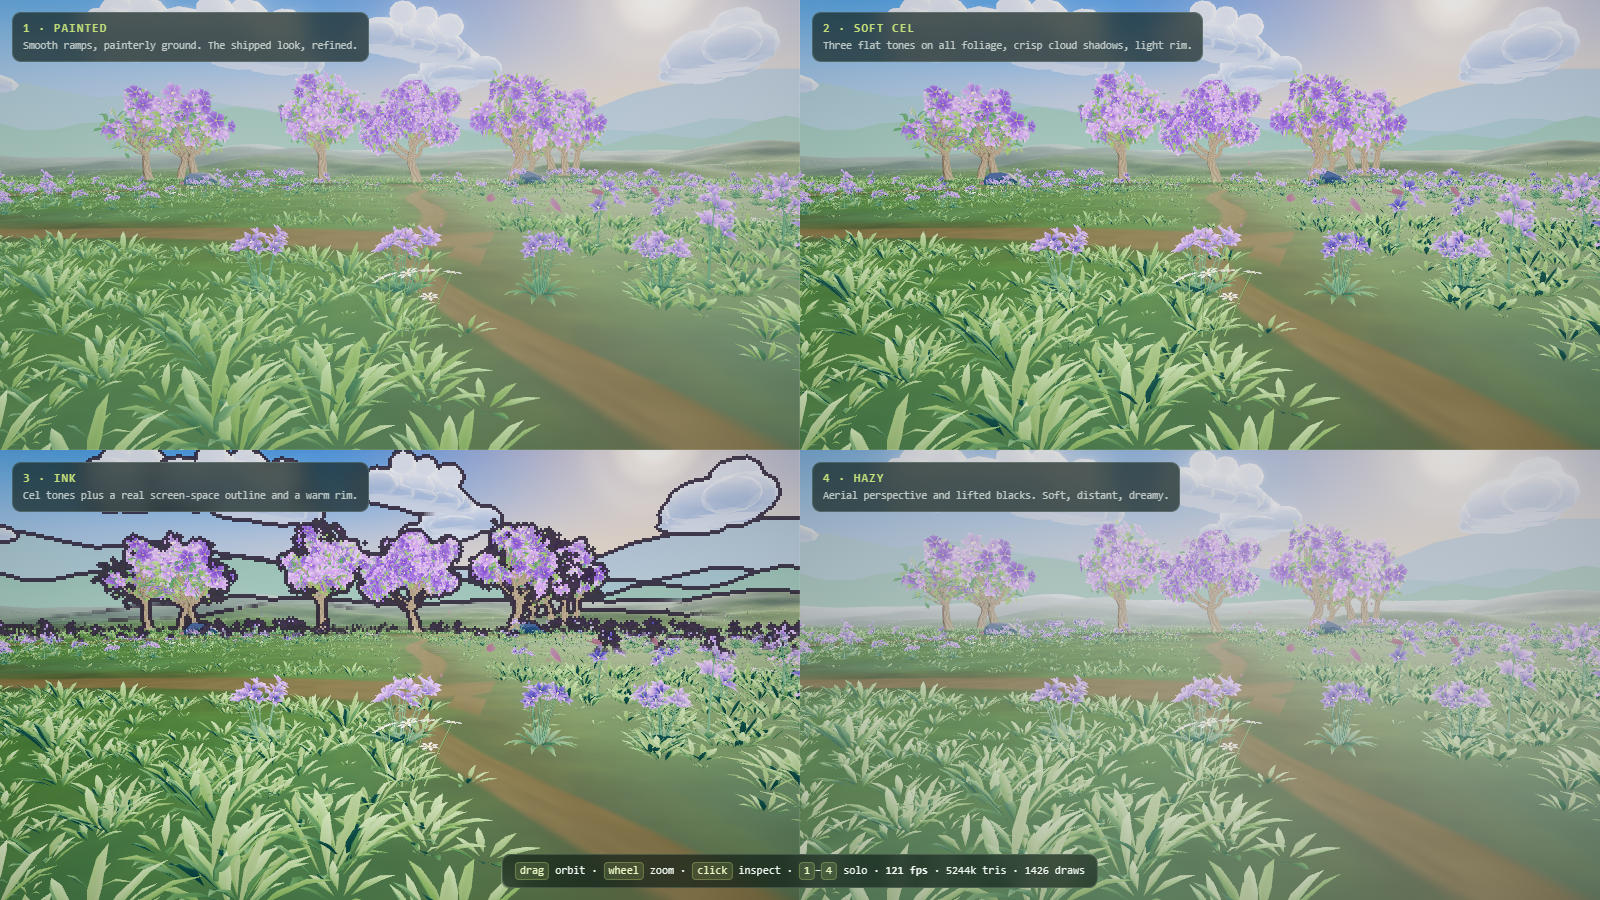 1 · PAINTED
Smooth ramps, painterly ground. The shipped look, refined.
2 · SOFT CEL
Three flat tones on all foliage, crisp cloud shadows, light rim.
3 · INK
Cel tones plus a real screen-space outline and a warm rim.
4 · HAZY
Aerial perspective and lifted blacks. Soft, distant, dreamy.
drag orbit · wheel zoom · click inspect · 1–4 solo · 121 fps · 5244k tris · 1426 draws